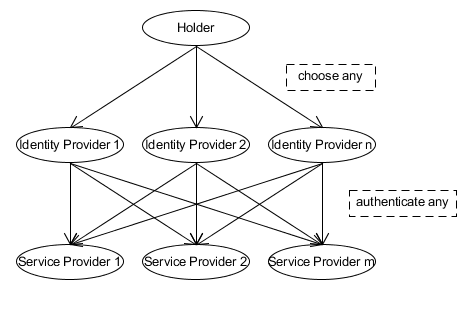 Holder
choose any
Identity Provider 1
Identity Provider 2
Identity Provider n
authenticate any
Service Provider 1
Service Provider 2
Service Provider m